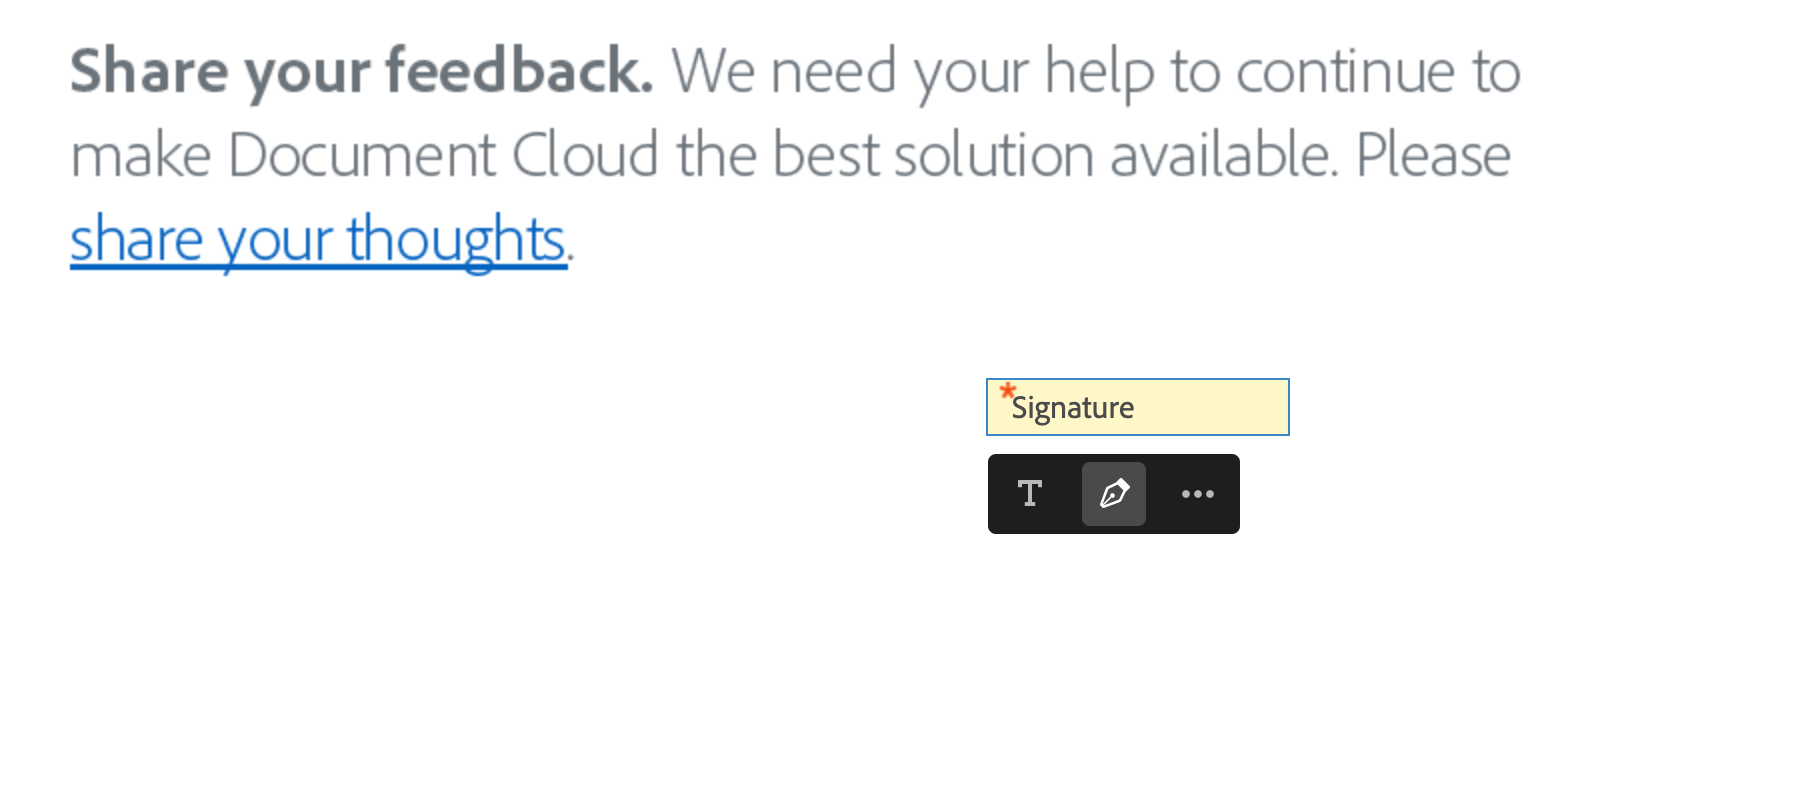 Share your feedback. We need your help to continue to
make Document Cloud the best solution available. Please
share your thoughts.
*Signature
T